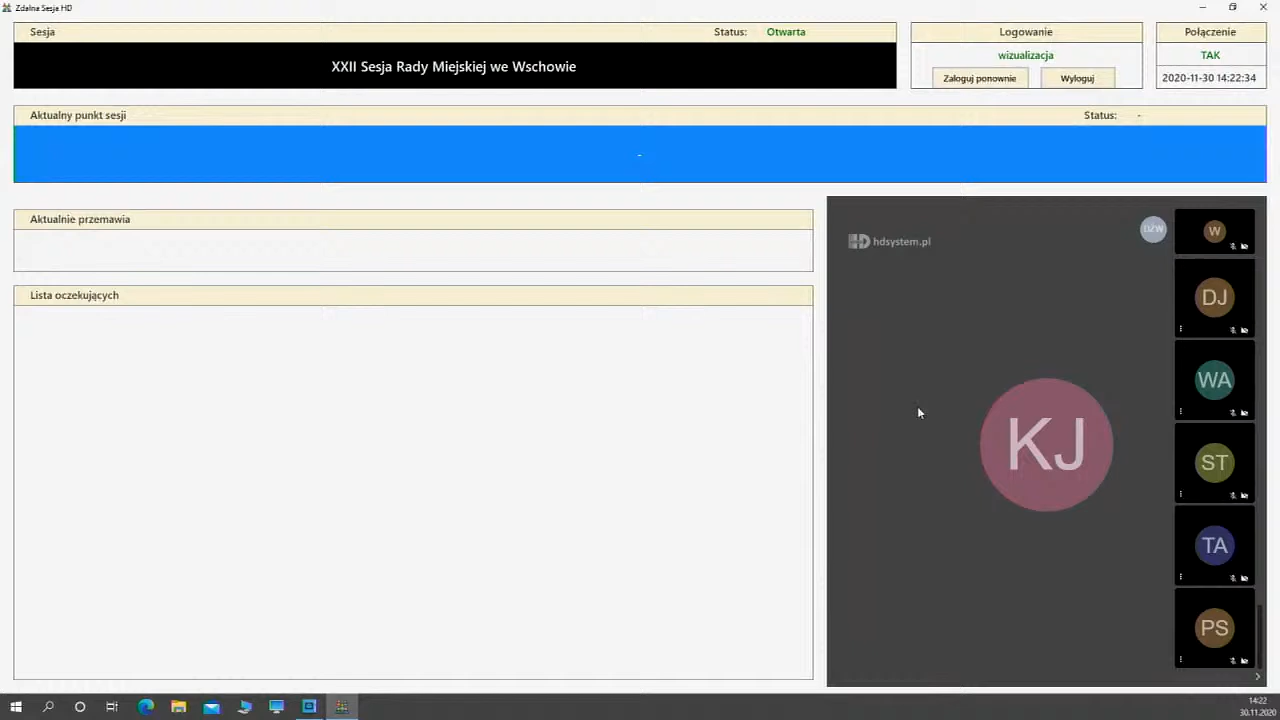 Zdalna Sesja HD
Sesja Status: Otwarta
XXII Sesja Rady Miejskiej we Wschowie
Logowanie
wizualizacja
Zaloguj ponownie Wyloguj
Połączenie
TAK
2020-11-30 14:22:34
Aktualny punkt sesji Status: -
-
Aktualnie przemawia
Lista oczekujących
hdsystem.pl
DŻW
KJ
W
DJ
WA
ST
TA
PS
14:22
30.11.2020